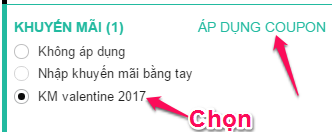 KHUYẾN MÃI (1) ÁP DỤNG COUPON
Không áp dụng
Nhập khuyến mãi bằng tay
KM valentine 2017
Chọn